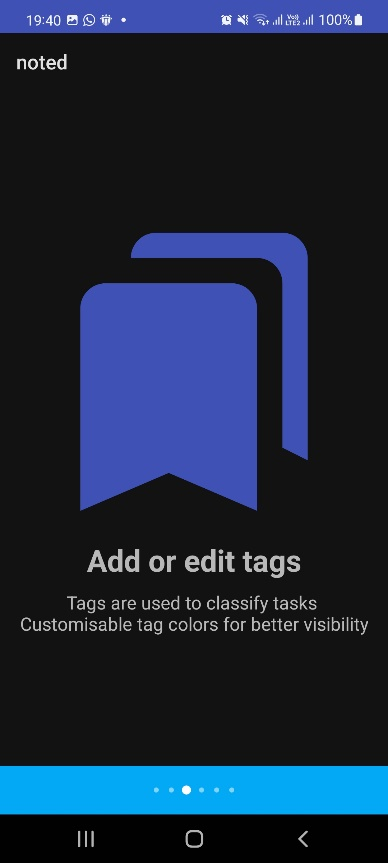 19:40
VoLTE2 100%
noted
Add or edit tags
Tags are used to classify tasks
Customisable tag colors for better visibility